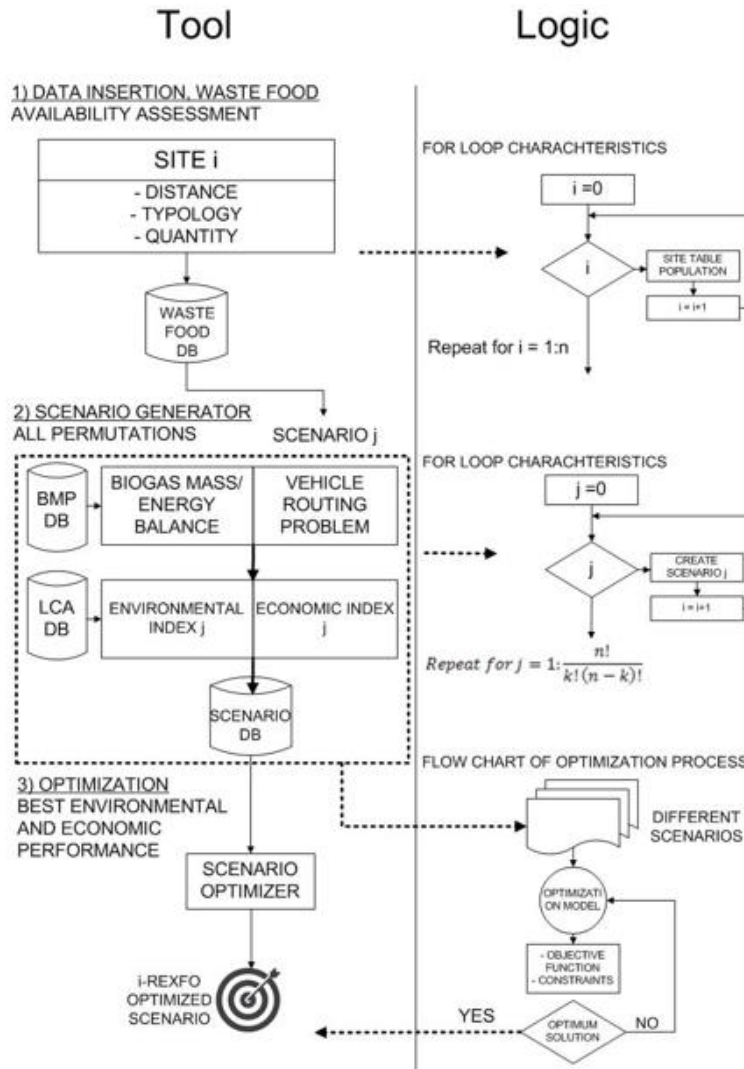 Tool
Logic
1) DATA INSERTION, WASTE FOOD
AVAILABILITY ASSESSMENT
SITE i
- DISTANCE
- TYPOLOGY
- QUANTITY
WASTE
FOOD
DB
FOR LOOP CHARACHTERISTICS
i =0
i
SITE TABLE
POPULATION
i = i+1
Repeat for i = 1:n
2) SCENARIO GENERATOR
ALL PERMUTATIONS
SCENARIO j
BMP
DB
BIOGAS MASS/
ENERGY
BALANCE
VEHICLE
ROUTING
PROBLEM
LCA
DB
ENVIRONMENTAL
INDEX j
ECONOMIC INDEX
j
SCENARIO
DB
FOR LOOP CHARACHTERISTICS
j =0
j
CREATE
SCENARIO j
i = i+1
Repeat for j = 1: n!
k! (n − k)!
3) OPTIMIZATION
BEST ENVIRONMENTAL
AND ECONOMIC
PERFORMANCE
SCENARIO
OPTIMIZER
i-REXFO
OPTIMIZED
SCENARIO
FLOW CHART OF OPTIMIZATION PROCESS
DIFFERENT
SCENARIOS
OPTIMIZATI
ON MODEL
- OBJECTIVE
FUNCTION
- CONSTRAINTS
YES
OPTIMUM
SOLUTION
NO